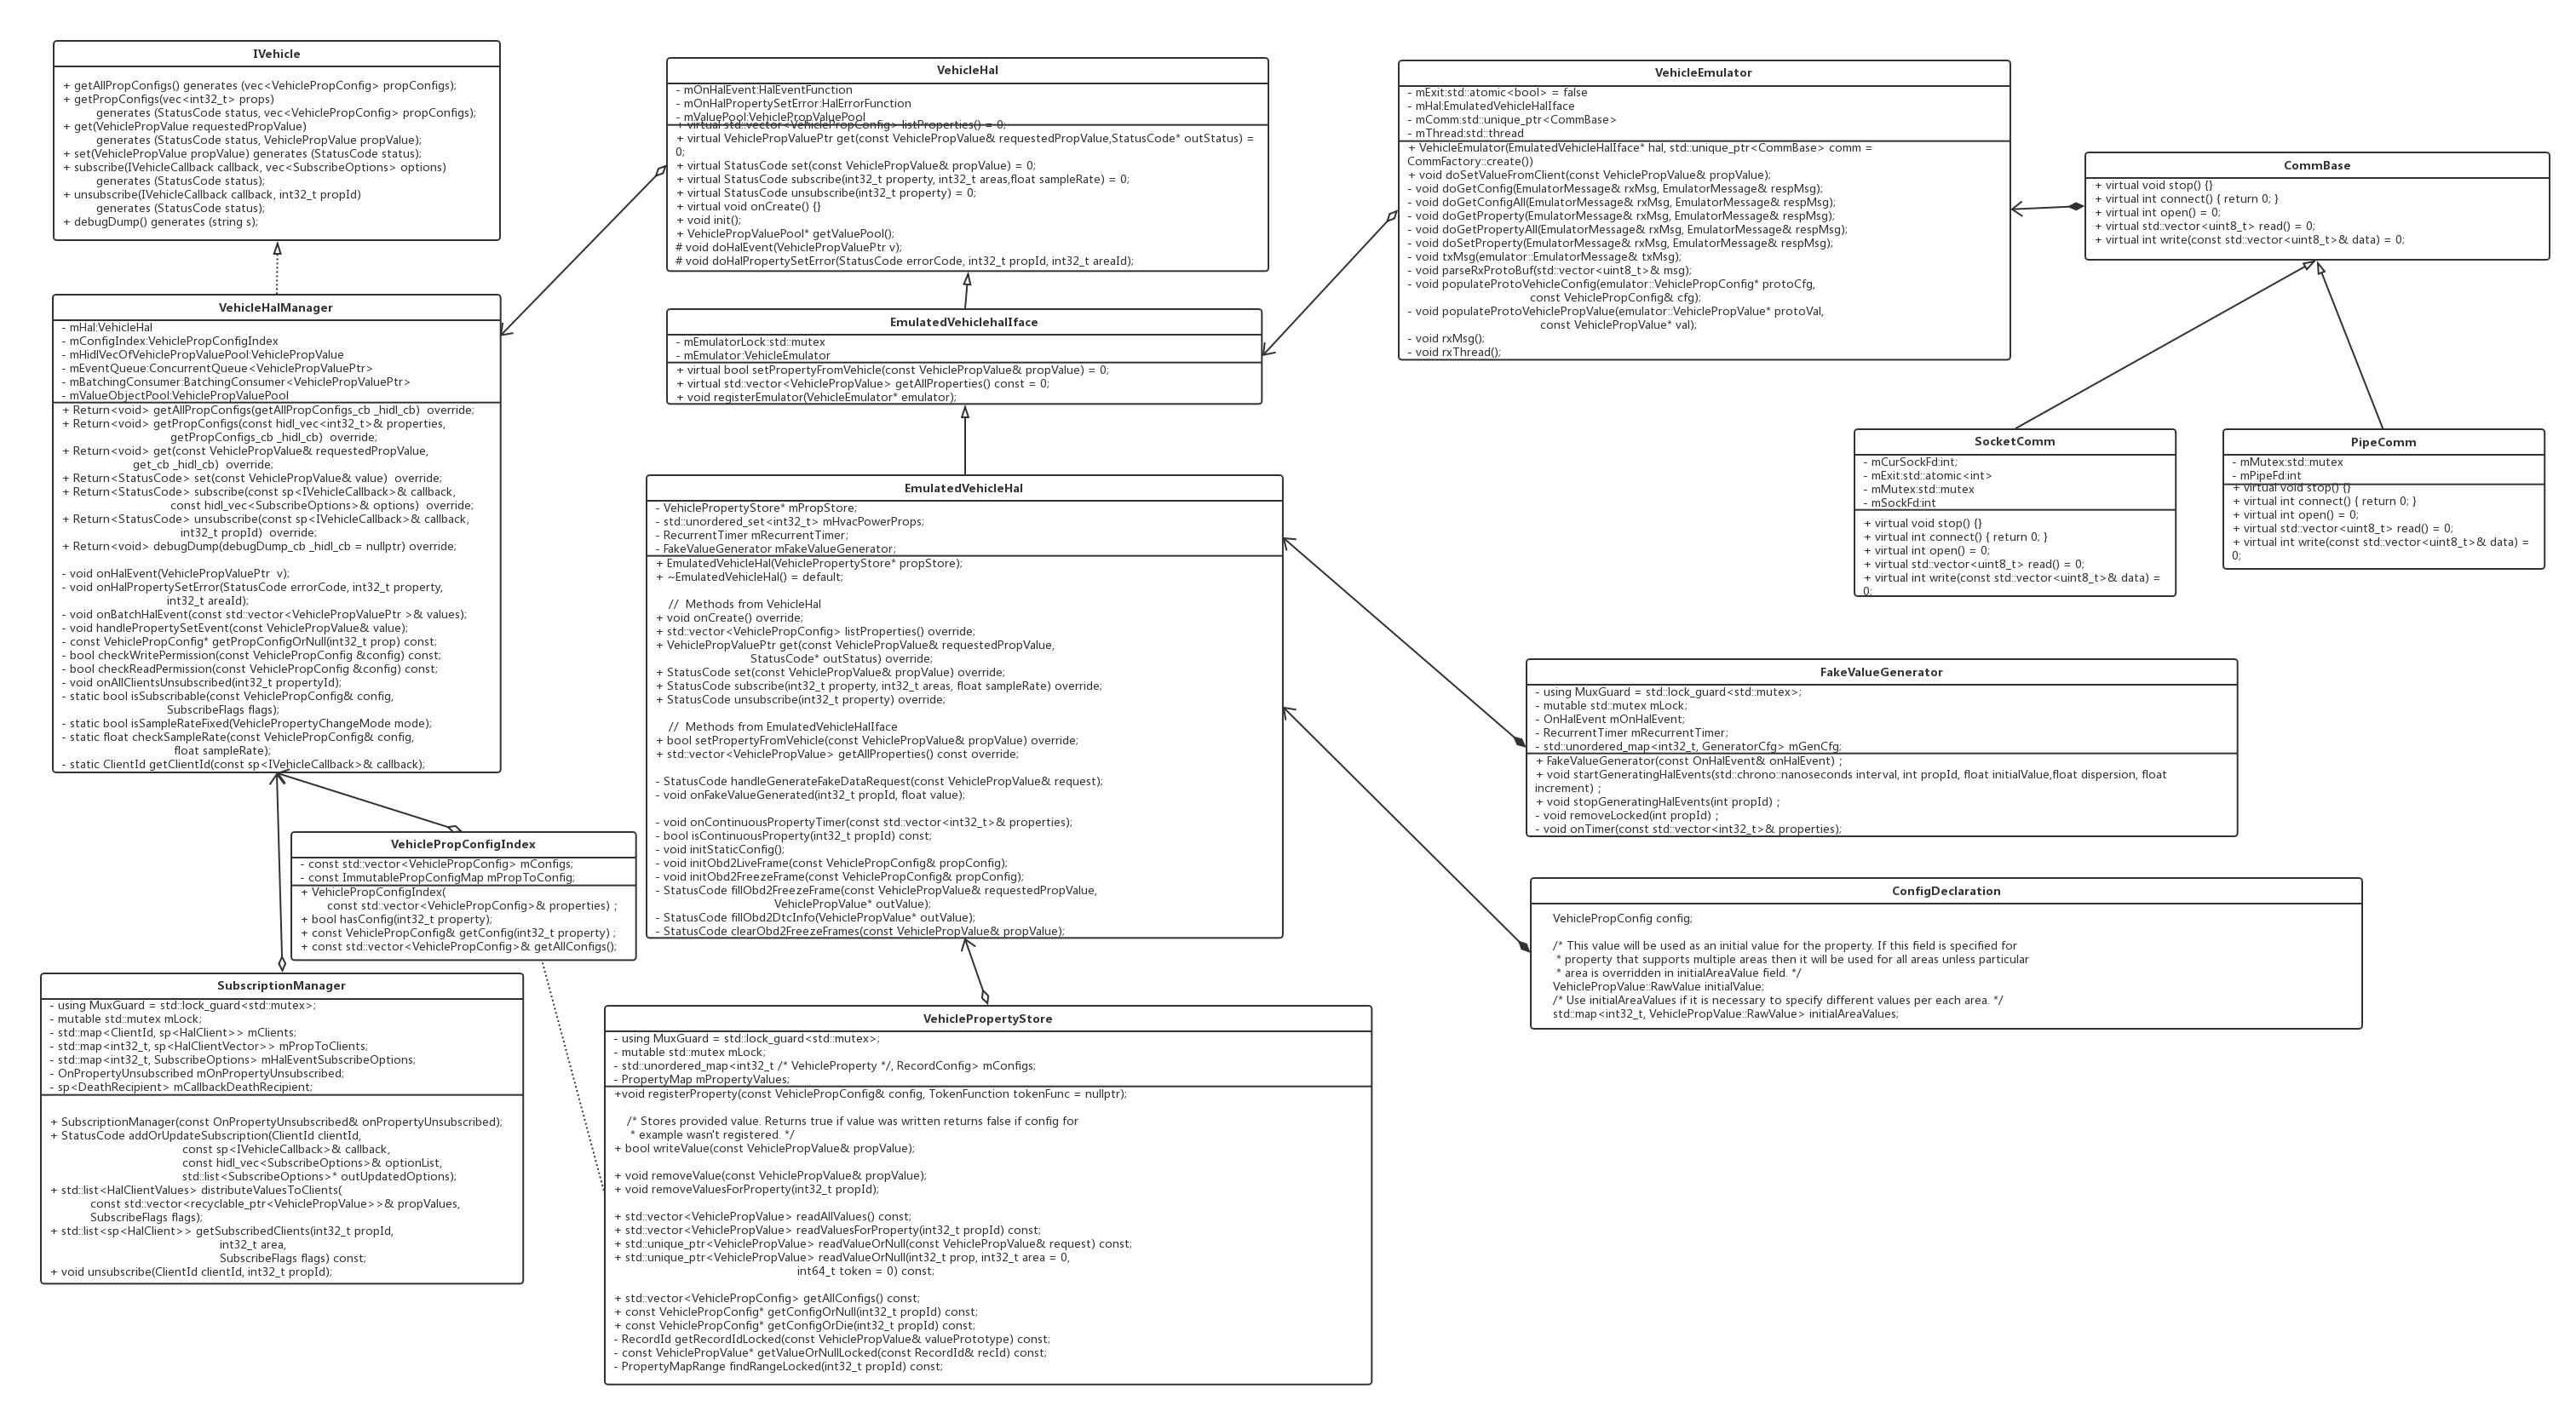 IVehicle
+ getAllPropConfigs() generates (vec<VehiclePropConfig> propConfigs);
+ getPropConfigs(vec<int32_t> props)
generates (StatusCode status, vec<VehiclePropConfig> propConfigs);
+ get(VehiclePropValue requestedPropValue)
generates (StatusCode status, VehiclePropValue propValue);
+ set(VehiclePropValue propValue) generates (StatusCode status);
+ subscribe(IVehicleCallback callback, vec<SubscribeOptions> options)
generates (StatusCode status);
+ unsubscribe(IVehicleCallback callback, int32_t propId)
generates (StatusCode status);
+ debugDump() generates (string s);
VehicleHalManager
- mHal:VehicleHal
- mConfigIndex:VehiclePropConfigIndex
- mHidlVecOfVehiclePropValuePool:VehiclePropValue
- mEventQueue:ConcurrentQueue<VehiclePropValuePtr>
- mBatchingConsumer:BatchingConsumer<VehiclePropValuePtr>
- mValueObjectPool:VehiclePropValuePool
+ Return<void> getAllPropConfigs(getAllPropConfigs_cb _hidl_cb)  override;
+ Return<void> getPropConfigs(const hidl_vec<int32_t>& properties,
getPropConfigs_cb _hidl_cb)  override;
+ Return<void> get(const VehiclePropValue& requestedPropValue,
get_cb _hidl_cb)  override;
+ Return<StatusCode> set(const VehiclePropValue& value)  override;
+ Return<StatusCode> subscribe(const sp<IVehicleCallback>& callback,
const hidl_vec<SubscribeOptions>& options)  override;
+ Return<StatusCode> unsubscribe(const sp<IVehicleCallback>& callback,
int32_t propId)  override;
+ Return<void> debugDump(debugDump_cb _hidl_cb = nullptr) override;
- void onHalEvent(VehiclePropValuePtr  v);
- void onHalPropertySetError(StatusCode errorCode, int32_t property,
int32_t areaId);
- void onBatchHalEvent(const std::vector<VehiclePropValuePtr >& values);
- void handlePropertySetEvent(const VehiclePropValue& value);
- const VehiclePropConfig* getPropConfigOrNull(int32_t prop) const;
- bool checkWritePermission(const VehiclePropConfig &config) const;
- bool checkReadPermission(const VehiclePropConfig &config) const;
- void onAllClientsUnsubscribed(int32_t propertyId);
- static bool isSubscribable(const VehiclePropConfig& config,
SubscribeFlags flags);
- static bool isSampleRateFixed(VehiclePropertyChangeMode mode);
- static float checkSampleRate(const VehiclePropConfig& config,
float sampleRate);
- static ClientId getClientId(const sp<IVehicleCallback>& callback);
VehiclePropConfigIndex
- const std::vector<VehiclePropConfig> mConfigs;
- const ImmutablePropConfigMap mPropToConfig;
+ VehiclePropConfigIndex(
const std::vector<VehiclePropConfig>& properties) ;
+ bool hasConfig(int32_t property);
+ const VehiclePropConfig& getConfig(int32_t property) ;
+ const std::vector<VehiclePropConfig>& getAllConfigs();
SubscriptionManager
- using MuxGuard = std::lock_guard<std::mutex>;
- mutable std::mutex mLock;
- std::map<ClientId, sp<HalClient>> mClients;
- std::map<int32_t, sp<HalClientVector>> mPropToClients;
- std::map<int32_t, SubscribeOptions> mHalEventSubscribeOptions;
- OnPropertyUnsubscribed mOnPropertyUnsubscribed;
- sp<DeathRecipient> mCallbackDeathRecipient;
+ SubscriptionManager(const OnPropertyUnsubscribed& onPropertyUnsubscribed);
+ StatusCode addOrUpdateSubscription(ClientId clientId,
const sp<IVehicleCallback>& callback,
const hidl_vec<SubscribeOptions>& optionList,
std::list<SubscribeOptions>* outUpdatedOptions);
+ std::list<HalClientValues> distributeValuesToClients(
const std::vector<recyclable_ptr<VehiclePropValue>>& propValues,
SubscribeFlags flags);
+ std::list<sp<HalClient>> getSubscribedClients(int32_t propId,
int32_t area,
SubscribeFlags flags) const;
+ void unsubscribe(ClientId clientId, int32_t propId);
VehicleHal
- mOnHalEvent:HalEventFunction
- mOnHalPropertySetError:HalErrorFunction
- mValuePool:VehiclePropValuePool
+ virtual std::vector<VehiclePropConfig> listProperties() = 0;
+ virtual VehiclePropValuePtr get(const VehiclePropValue& requestedPropValue,StatusCode* outStatus) =
0;
+ virtual StatusCode set(const VehiclePropValue& propValue) = 0;
+ virtual StatusCode subscribe(int32_t property, int32_t areas,float sampleRate) = 0;
+ virtual StatusCode unsubscribe(int32_t property) = 0;
+ virtual void onCreate() {}
+ void init();
+ VehiclePropValuePool* getValuePool();
# void doHalEvent(VehiclePropValuePtr v);
# void doHalPropertySetError(StatusCode errorCode, int32_t propId, int32_t areaId);
EmulatedVehiclehalIface
- mEmulatorLock:std::mutex
- mEmulator:VehicleEmulator
+ virtual bool setPropertyFromVehicle(const VehiclePropValue& propValue) = 0;
+ virtual std::vector<VehiclePropValue> getAllProperties() const = 0;
+ void registerEmulator(VehicleEmulator* emulator);
EmulatedVehicleHal
- VehiclePropertyStore* mPropStore;
- std::unordered_set<int32_t> mHvacPowerProps;
- RecurrentTimer mRecurrentTimer;
- FakeValueGenerator mFakeValueGenerator;
+ EmulatedVehicleHal(VehiclePropertyStore* propStore);
+ ~EmulatedVehicleHal() = default;
//  Methods from VehicleHal
+ void onCreate() override;
+ std::vector<VehiclePropConfig> listProperties() override;
+ VehiclePropValuePtr get(const VehiclePropValue& requestedPropValue,
StatusCode* outStatus) override;
+ StatusCode set(const VehiclePropValue& propValue) override;
+ StatusCode subscribe(int32_t property, int32_t areas, float sampleRate) override;
+ StatusCode unsubscribe(int32_t property) override;
//  Methods from EmulatedVehicleHalIface
+ bool setPropertyFromVehicle(const VehiclePropValue& propValue) override;
+ std::vector<VehiclePropValue> getAllProperties() const override;
- StatusCode handleGenerateFakeDataRequest(const VehiclePropValue& request);
- void onFakeValueGenerated(int32_t propId, float value);
- void onContinuousPropertyTimer(const std::vector<int32_t>& properties);
- bool isContinuousProperty(int32_t propId) const;
- void initStaticConfig();
- void initObd2LiveFrame(const VehiclePropConfig& propConfig);
- void initObd2FreezeFrame(const VehiclePropConfig& propConfig);
- StatusCode fillObd2FreezeFrame(const VehiclePropValue& requestedPropValue,
VehiclePropValue* outValue);
- StatusCode fillObd2DtcInfo(VehiclePropValue* outValue);
- StatusCode clearObd2FreezeFrames(const VehiclePropValue& propValue);
VehiclePropertyStore
- using MuxGuard = std::lock_guard<std::mutex>;
- mutable std::mutex mLock;
- std::unordered_map<int32_t /* VehicleProperty */, RecordConfig> mConfigs;
- PropertyMap mPropertyValues;
+void registerProperty(const VehiclePropConfig& config, TokenFunction tokenFunc = nullptr);
/* Stores provided value. Returns true if value was written returns false if config for
* example wasn't registered. */
+ bool writeValue(const VehiclePropValue& propValue);
+ void removeValue(const VehiclePropValue& propValue);
+ void removeValuesForProperty(int32_t propId);
+ std::vector<VehiclePropValue> readAllValues() const;
+ std::vector<VehiclePropValue> readValuesForProperty(int32_t propId) const;
+ std::unique_ptr<VehiclePropValue> readValueOrNull(const VehiclePropValue& request) const;
+ std::unique_ptr<VehiclePropValue> readValueOrNull(int32_t prop, int32_t area = 0,
int64_t token = 0) const;
+ std::vector<VehiclePropConfig> getAllConfigs() const;
+ const VehiclePropConfig* getConfigOrNull(int32_t propId) const;
+ const VehiclePropConfig* getConfigOrDie(int32_t propId) const;
- RecordId getRecordIdLocked(const VehiclePropValue& valuePrototype) const;
- const VehiclePropValue* getValueOrNullLocked(const RecordId& recId) const;
- PropertyMapRange findRangeLocked(int32_t propId) const;
VehicleEmulator
- mExit:std::atomic<bool> = false
- mHal:EmulatedVehicleHalIface
- mComm:std::unique_ptr<CommBase>
- mThread:std::thread
+ VehicleEmulator(EmulatedVehicleHalIface* hal, std::unique_ptr<CommBase> comm =
CommFactory::create())
+ void doSetValueFromClient(const VehiclePropValue& propValue);
- void doGetConfig(EmulatorMessage& rxMsg, EmulatorMessage& respMsg);
- void doGetConfigAll(EmulatorMessage& rxMsg, EmulatorMessage& respMsg);
- void doGetProperty(EmulatorMessage& rxMsg, EmulatorMessage& respMsg);
- void doGetPropertyAll(EmulatorMessage& rxMsg, EmulatorMessage& respMsg);
- void doSetProperty(EmulatorMessage& rxMsg, EmulatorMessage& respMsg);
- void txMsg(emulator::EmulatorMessage& txMsg);
- void parseRxProtoBuf(std::vector<uint8_t>& msg);
- void populateProtoVehicleConfig(emulator::VehiclePropConfig* protoCfg,
const VehiclePropConfig& cfg);
- void populateProtoVehiclePropValue(emulator::VehiclePropValue* protoVal,
const VehiclePropValue* val);
- void rxMsg();
- void rxThread();
CommBase
+ virtual void stop() {}
+ virtual int connect() { return 0; }
+ virtual int open() = 0;
+ virtual std::vector<uint8_t> read() = 0;
+ virtual int write(const std::vector<uint8_t>& data) = 0;
SocketComm
- mCurSockFd:int;
- mExit:std::atomic<int>
- mMutex:std::mutex
- mSockFd:int
+ virtual void stop() {}
+ virtual int connect() { return 0; }
+ virtual int open() = 0;
+ virtual std::vector<uint8_t> read() = 0;
+ virtual int write(const std::vector<uint8_t>& data) =
0;
PipeComm
- mMutex:std::mutex
- mPipeFd:int
+ virtual void stop() {}
+ virtual int connect() { return 0; }
+ virtual int open() = 0;
+ virtual std::vector<uint8_t> read() = 0;
+ virtual int write(const std::vector<uint8_t>& data) =
0;
FakeValueGenerator
- using MuxGuard = std::lock_guard<std::mutex>;
- mutable std::mutex mLock;
- OnHalEvent mOnHalEvent;
- RecurrentTimer mRecurrentTimer;
- std::unordered_map<int32_t, GeneratorCfg> mGenCfg;
+ FakeValueGenerator(const OnHalEvent& onHalEvent) ;
+ void startGeneratingHalEvents(std::chrono::nanoseconds interval, int propId, float initialValue,float dispersion, float
increment) ;
+ void stopGeneratingHalEvents(int propId) ;
- void removeLocked(int propId) ;
- void onTimer(const std::vector<int32_t>& properties);
ConfigDeclaration
VehiclePropConfig config;
/* This value will be used as an initial value for the property. If this field is specified for
* property that supports multiple areas then it will be used for all areas unless particular
* area is overridden in initialAreaValue field. */
VehiclePropValue::RawValue initialValue;
/* Use initialAreaValues if it is necessary to specify different values per each area. */
std::map<int32_t, VehiclePropValue::RawValue> initialAreaValues;